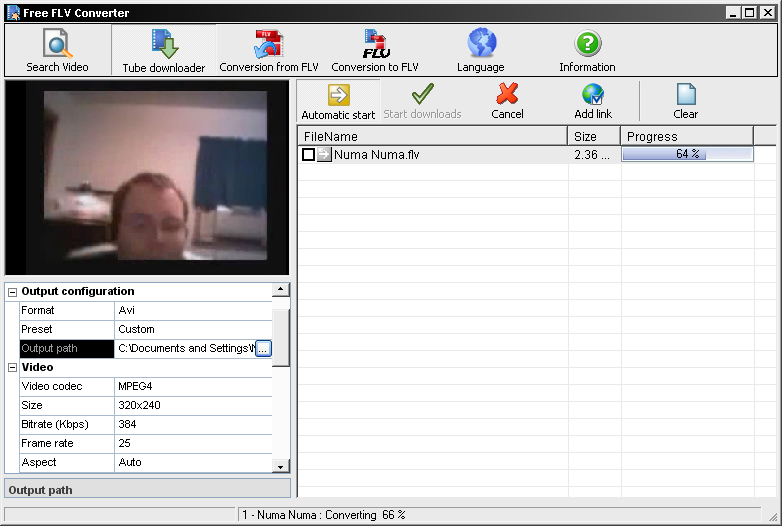 Free FLV Converter
Search Video Tube downloader Conversion from FLV Conversion to FLV Language Information
FLV
FLV
Automatic start Start downloads Cancel Add link Clear
FileName Size Progress
Numa Numa.flv 2.36 ... 64 %
Output configuration
Format Avi
Preset Custom
Output path C:\Documents and Settings\ ...
Video
Video codec MPEG4
Size 320x240
Bitrate (Kbps) 384
Frame rate 25
Aspect Auto
Output path
1 - Numa Numa : Converting 66 %